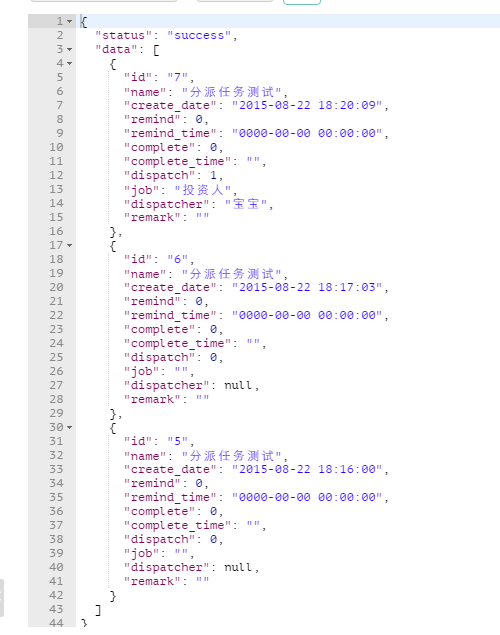 1 {
2 "status": "success",
3 "data": [
4 {
5 "id": "7",
6 "name": "分派任务测试",
7 "create_date": "2015-08-22 18:20:09",
8 "remind": 0,
9 "remind_time": "0000-00-00 00:00:00",
10 "complete": 0,
11 "complete_time": "",
12 "dispatch": 1,
13 "job": "投资人",
14 "dispatcher": "宝宝",
15 "remark": ""
16 },
17 {
18 "id": "6",
19 "name": "分派任务测试",
20 "create_date": "2015-08-22 18:17:03",
21 "remind": 0,
22 "remind_time": "0000-00-00 00:00:00",
23 "complete": 0,
24 "complete_time": "",
25 "dispatch": 0,
26 "job": "",
27 "dispatcher": null,
28 "remark": ""
29 },
30 {
31 "id": "5",
32 "name": "分派任务测试",
33 "create_date": "2015-08-22 18:16:00",
34 "remind": 0,
35 "remind_time": "0000-00-00 00:00:00",
36 "complete": 0,
37 "complete_time": "",
38 "dispatch": 0,
39 "job": "",
40 "dispatcher": null,
41 "remark": ""
42 }
43 ]
44 }